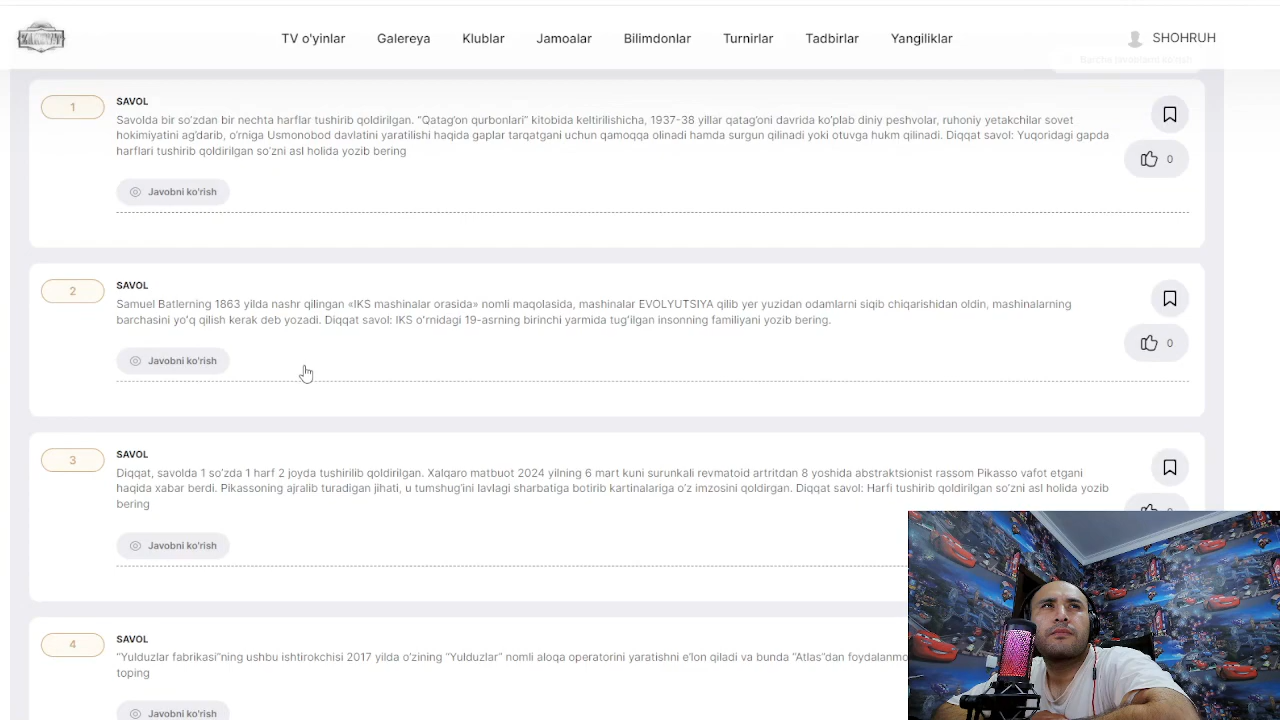 TV o'yinlar
Galereya
Klublar
Jamoalar
Bilimdonlar
Turnirlar
Tadbirlar
Yangiliklar
SHOHRUH
Barcha javoblarni ko'rish
1
SAVOL
Savolda bir so'zdan bir nechta harflar tushirib qoldirilgan. "Qatag'on qurbonlari" kitobida keltirilishicha, 1937-38 yillar qatag'oni davrida ko'plab diniy peshvolar, ruhoniy yetakchilar sovet
hokimiyatini ag'darib, o'rniga Usmonobod davlatini yaratilishi haqida gaplar tarqatgani uchun qamoqqa olinadi hamda surgun qilinadi yoki otuvga hukm qilinadi. Diqqat savol: Yuqoridagi gapda
harflari tushirib qoldirilgan so'zni asl holida yozib bering
0
Javobni ko'rish
2
SAVOL
Samuel Batlerning 1863 yilda nashr qilingan «IKS mashinalar orasida» nomli maqolasida, mashinalar EVOLYUTSIYA qilib yer yuzidan odamlarni siqib chiqarishidan oldin, mashinalarning
barchasini yo'q qilish kerak deb yozadi. Diqqat savol: IKS o'rnidagi 19-asrning birinchi yarmida tug'ilgan insonning familiyani yozib bering.
0
Javobni ko'rish
3
SAVOL
Diqqat, savolda 1 so'zda 1 harf 2 joyda tushirilib qoldirilgan. Xalqaro matbuot 2024 yilning 6 mart kuni surunkali revmatoid artritdan 8 yoshida abstraktsionist rassom Pikasso vafot etgani
haqida xabar berdi. Pikassoning ajralib turadigan jihati, u tumshug'ini lavlagi sharbatiga botirib kartinalariga o'z imzosini qoldirgan. Diqqat savol: Harfi tushirib qoldirilgan so'zni asl holida yozib
bering
Javobni ko'rish
4
SAVOL
"Yulduzlar fabrikasi"ning ushbu ishtirokchisi 2017 yilda o'zining "Yulduzlar" nomli aloqa operatorini yaratishni e'lon qiladi va bunda "Atlas"dan
toping
Javobni ko'rish